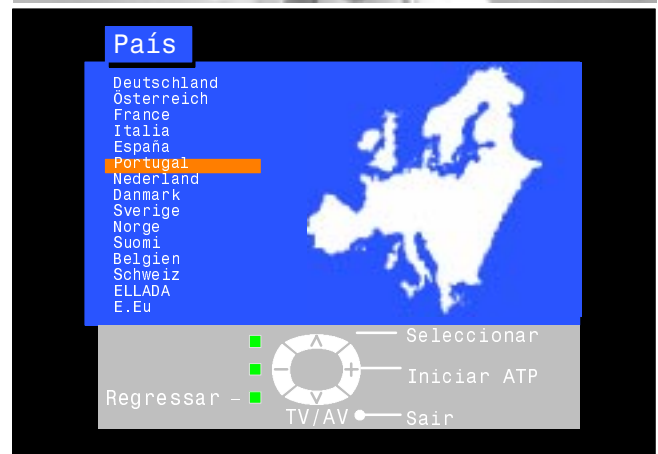 País
Deutschland
Österreich
France
Italia
España
Portugal
Nederland
Danmark
Sverige
Norge
Suomi
Belgien
Schweiz
ELLADA
E.Eu
Seleccionar
Iniciar ATP
Regressar
TV/AV
Sair